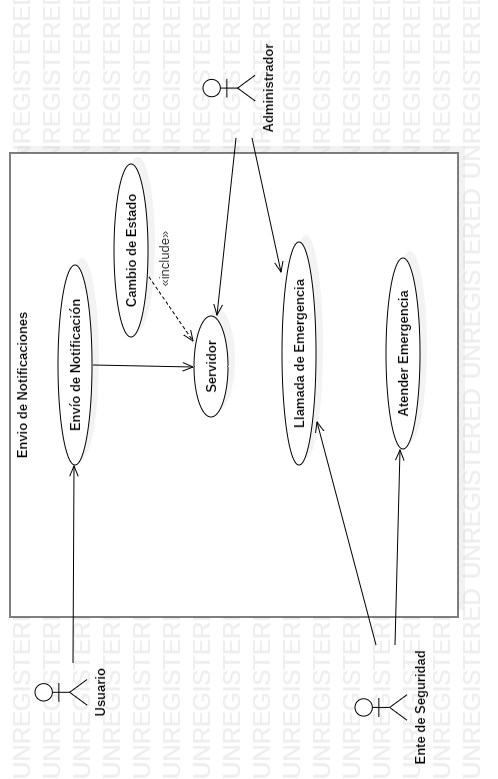 Envio de Notificaciones
Envío de Notificación
Cambio de Estado
«include»
Servidor
Llamada de Emergencia
Atender Emergencia
Usuario
Administrador
Ente de Seguridad
UNREGISTERED